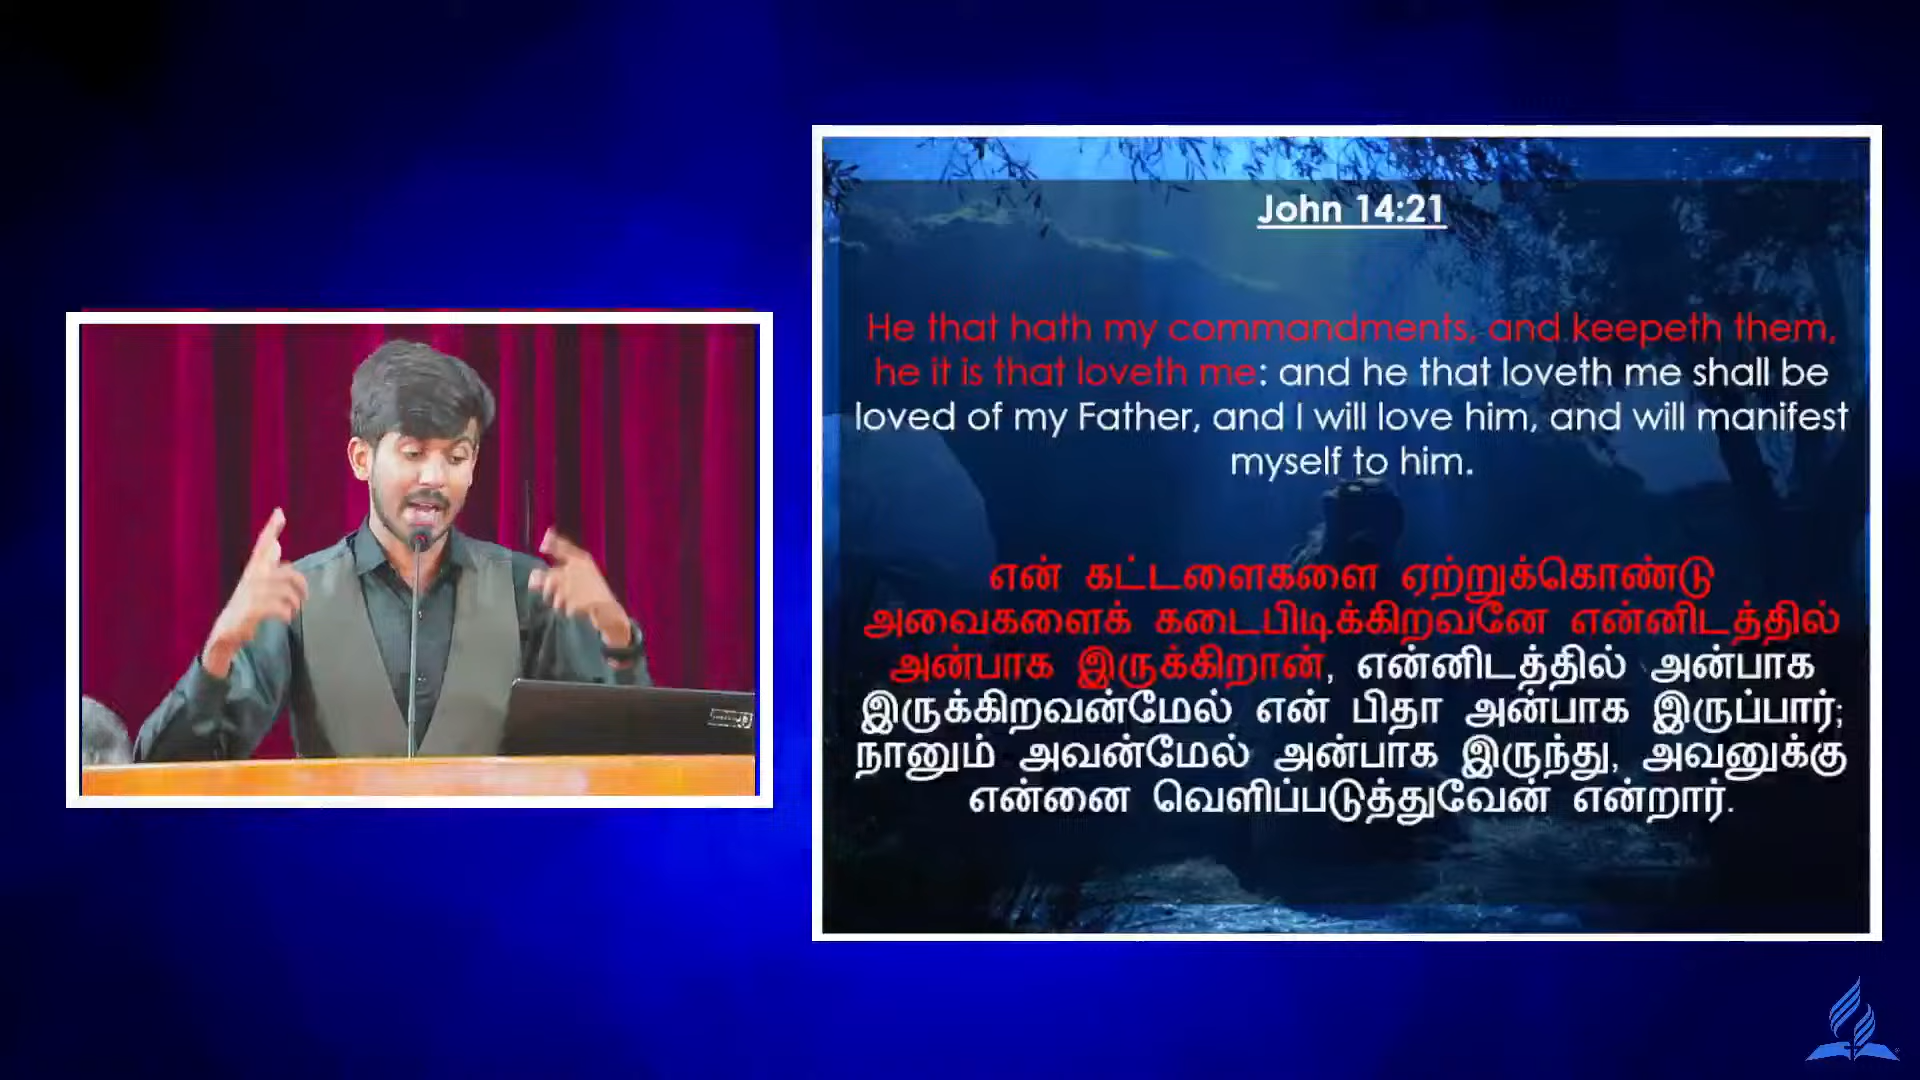 John 14:21
He that hath my commandments, and keepeth them,
he it is that loveth me: and he that loveth me shall be
loved of my Father, and I will love him, and will manifest
myself to him.
என் கட்டளைகளை ஏற்றுக்கொண்டு
அவைகளைக் கடைபிடிக்கிறவனே என்னிடத்தில்
அன்பாக இருக்கிறான், என்னிடத்தில் அன்பாக
இருக்கிறவன்மேல் என் பிதா அன்பாக இருப்பார்;
நானும் அவன்மேல் அன்பாக இருந்து, அவனுக்கு
என்னை வெளிப்படுத்துவேன் என்றார்.